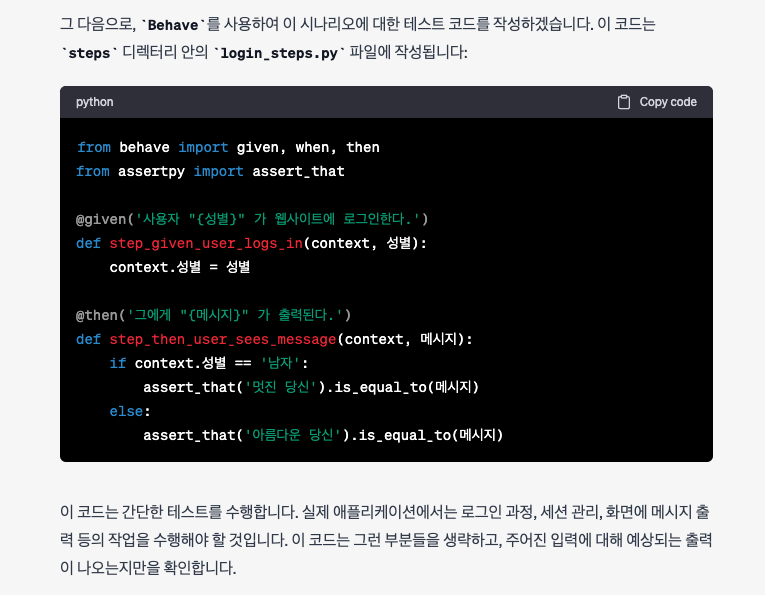 그 다음으로, `Behave`를 사용하여 이 시나리오에 대한 테스트 코드를 작성하겠습니다. 이 코드는
`steps` 디렉터리 안의 `login_steps.py` 파일에 작성됩니다:
python
Copy code
from behave import given, when, then
from assertpy import assert_that
@given('사용자 "{성별}" 가 웹사이트에 로그인한다.')
def step_given_user_logs_in(context, 성별):
    context.성별 = 성별
@then('그에게 "{메시지}" 가 출력된다.')
def step_then_user_sees_message(context, 메시지):
    if context.성별 == '남자':
        assert_that('멋진 당신').is_equal_to(메시지)
    else:
        assert_that('아름다운 당신').is_equal_to(메시지)
이 코드는 간단한 테스트를 수행합니다. 실제 애플리케이션에서는 로그인 과정, 세션 관리, 화면에 메시지 출
력 등의 작업을 수행해야 할 것입니다. 이 코드는 그런 부분들을 생략하고, 주어진 입력에 대해 예상되는 출력
이 나오는지만을 확인합니다.